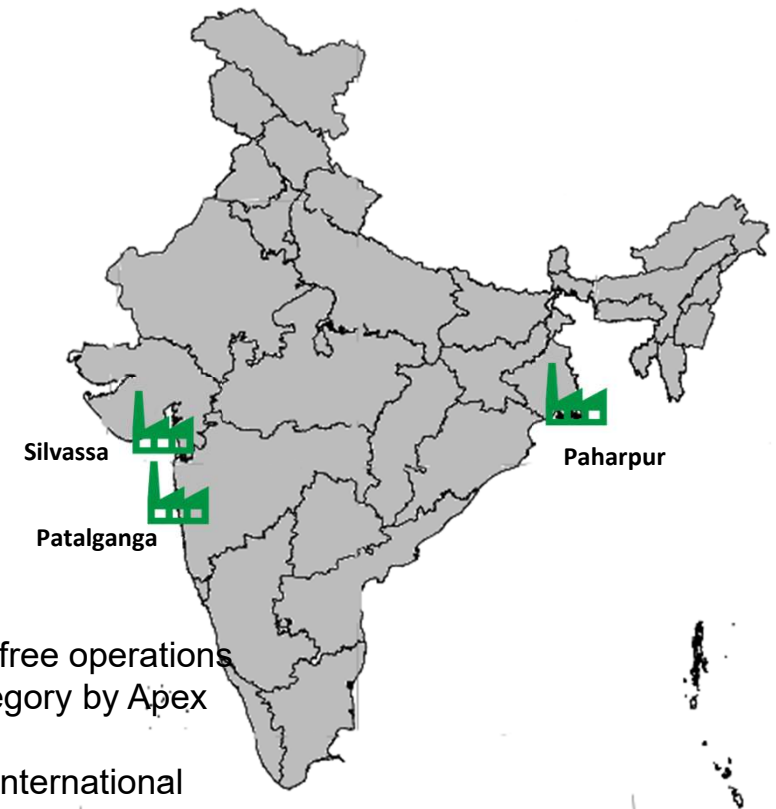 Silvassa
Paharpur
Patalganga
free operations
egory by Apex
nternational